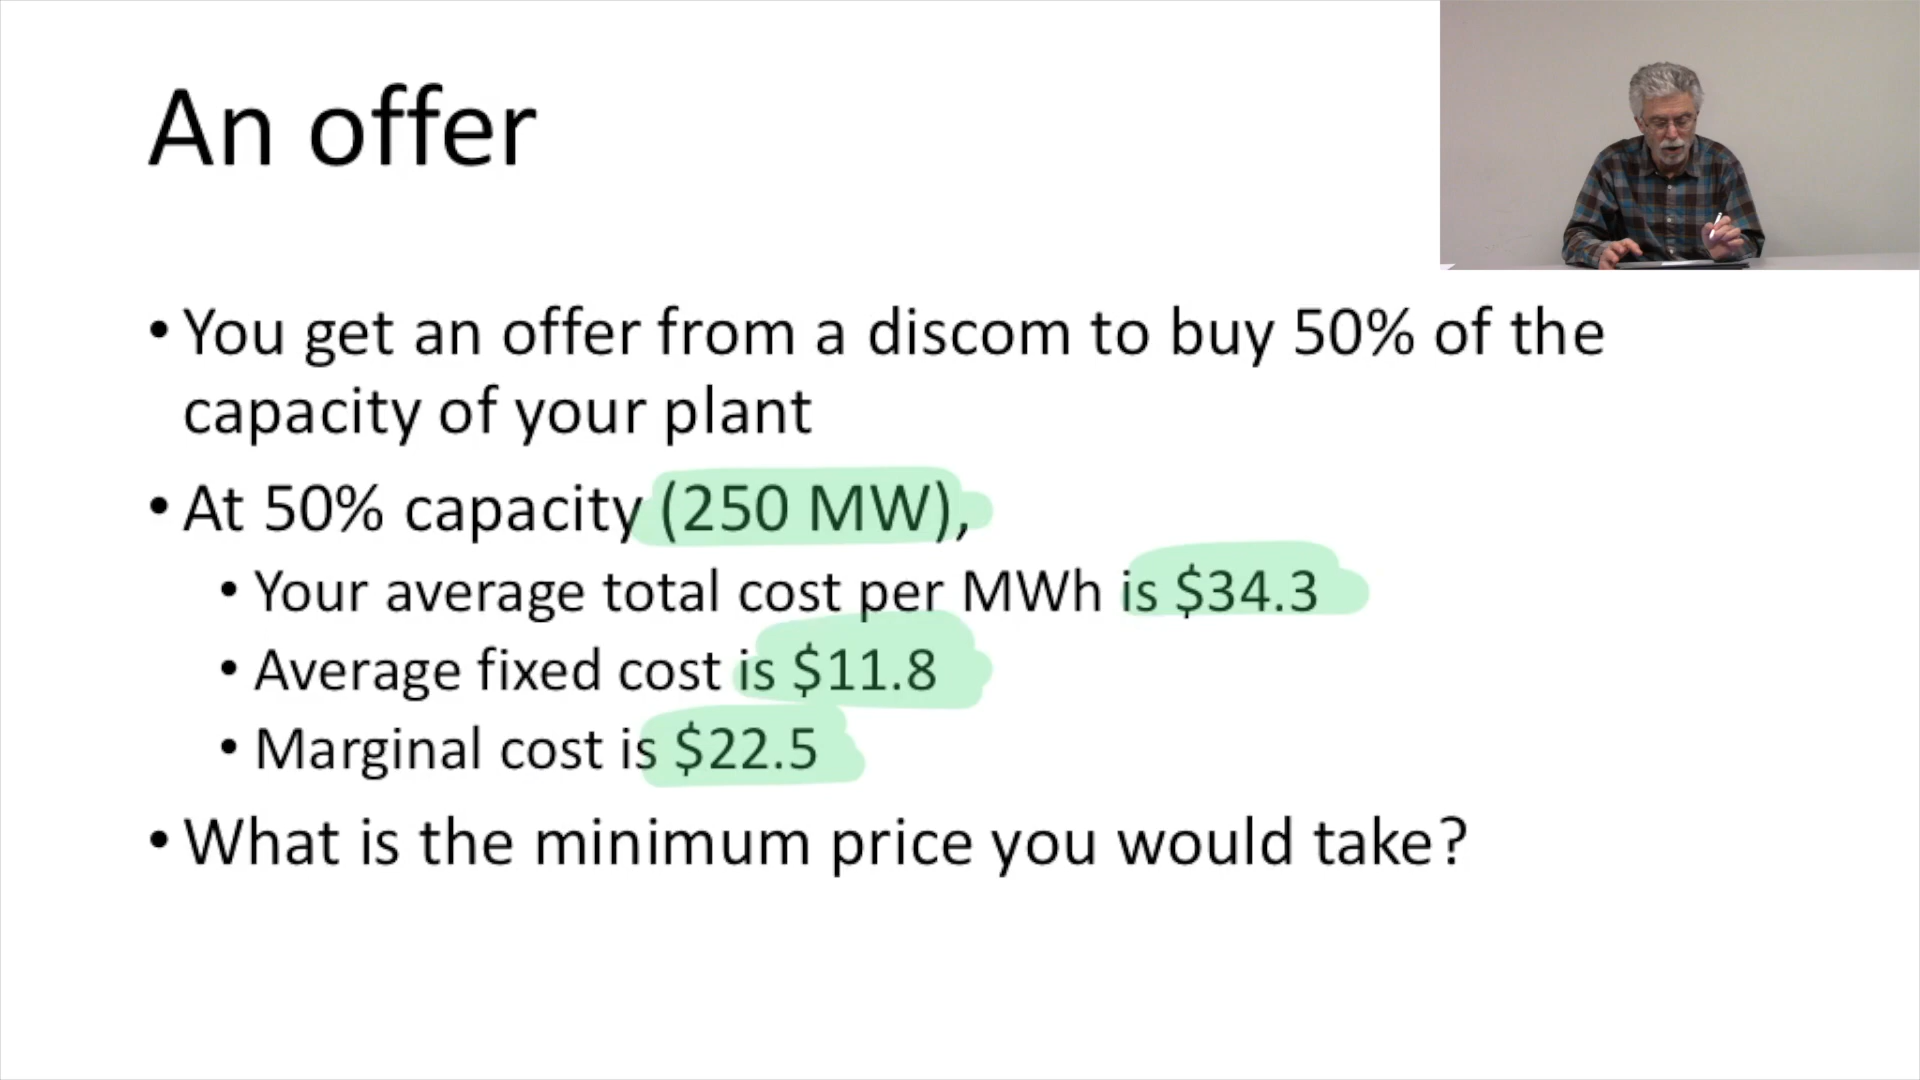 An offer
• You get an offer from a discom to buy 50% of the
capacity of your plant
• At 50% capacity (250 MW),
• Your average total cost per MWh is $34.3
• Average fixed cost is $11.8
• Marginal cost is $22.5
• What is the minimum price you would take?